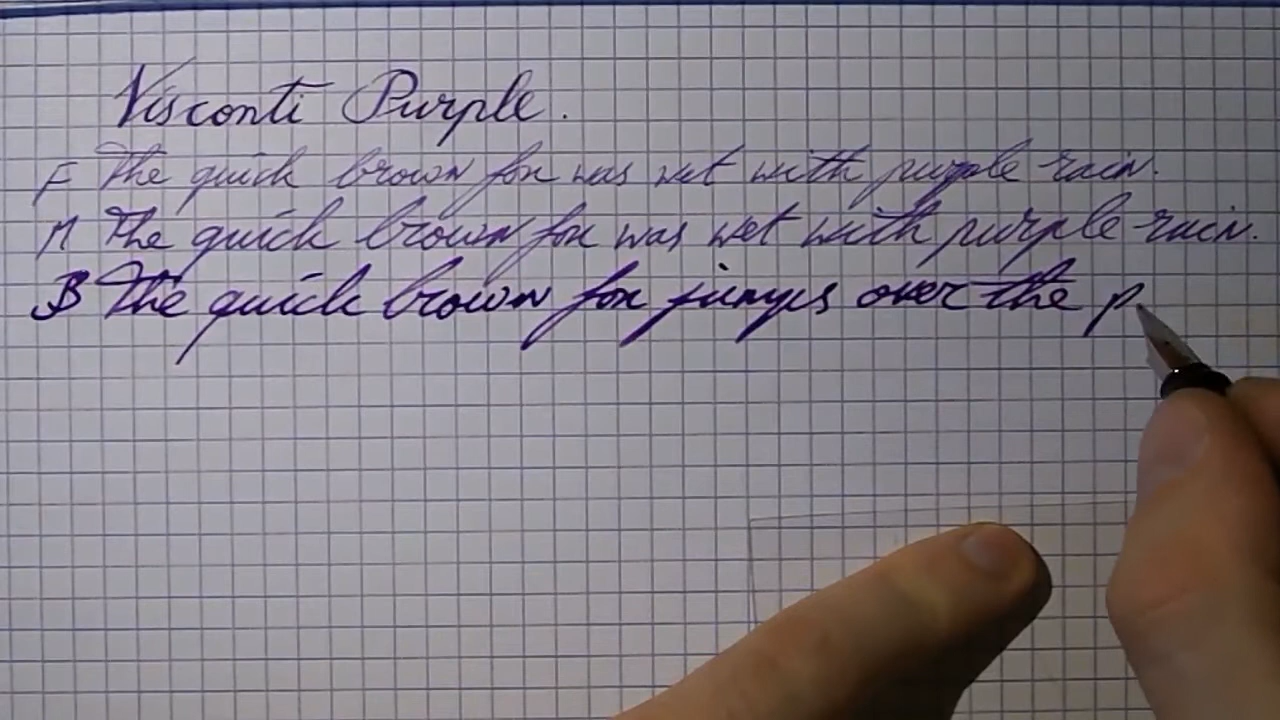 Visconti Purple.
F The quick brown fox was wet with purple rain.
M The quick brown fox was wet with purple rain.
B The quick brown fox jumps over the p